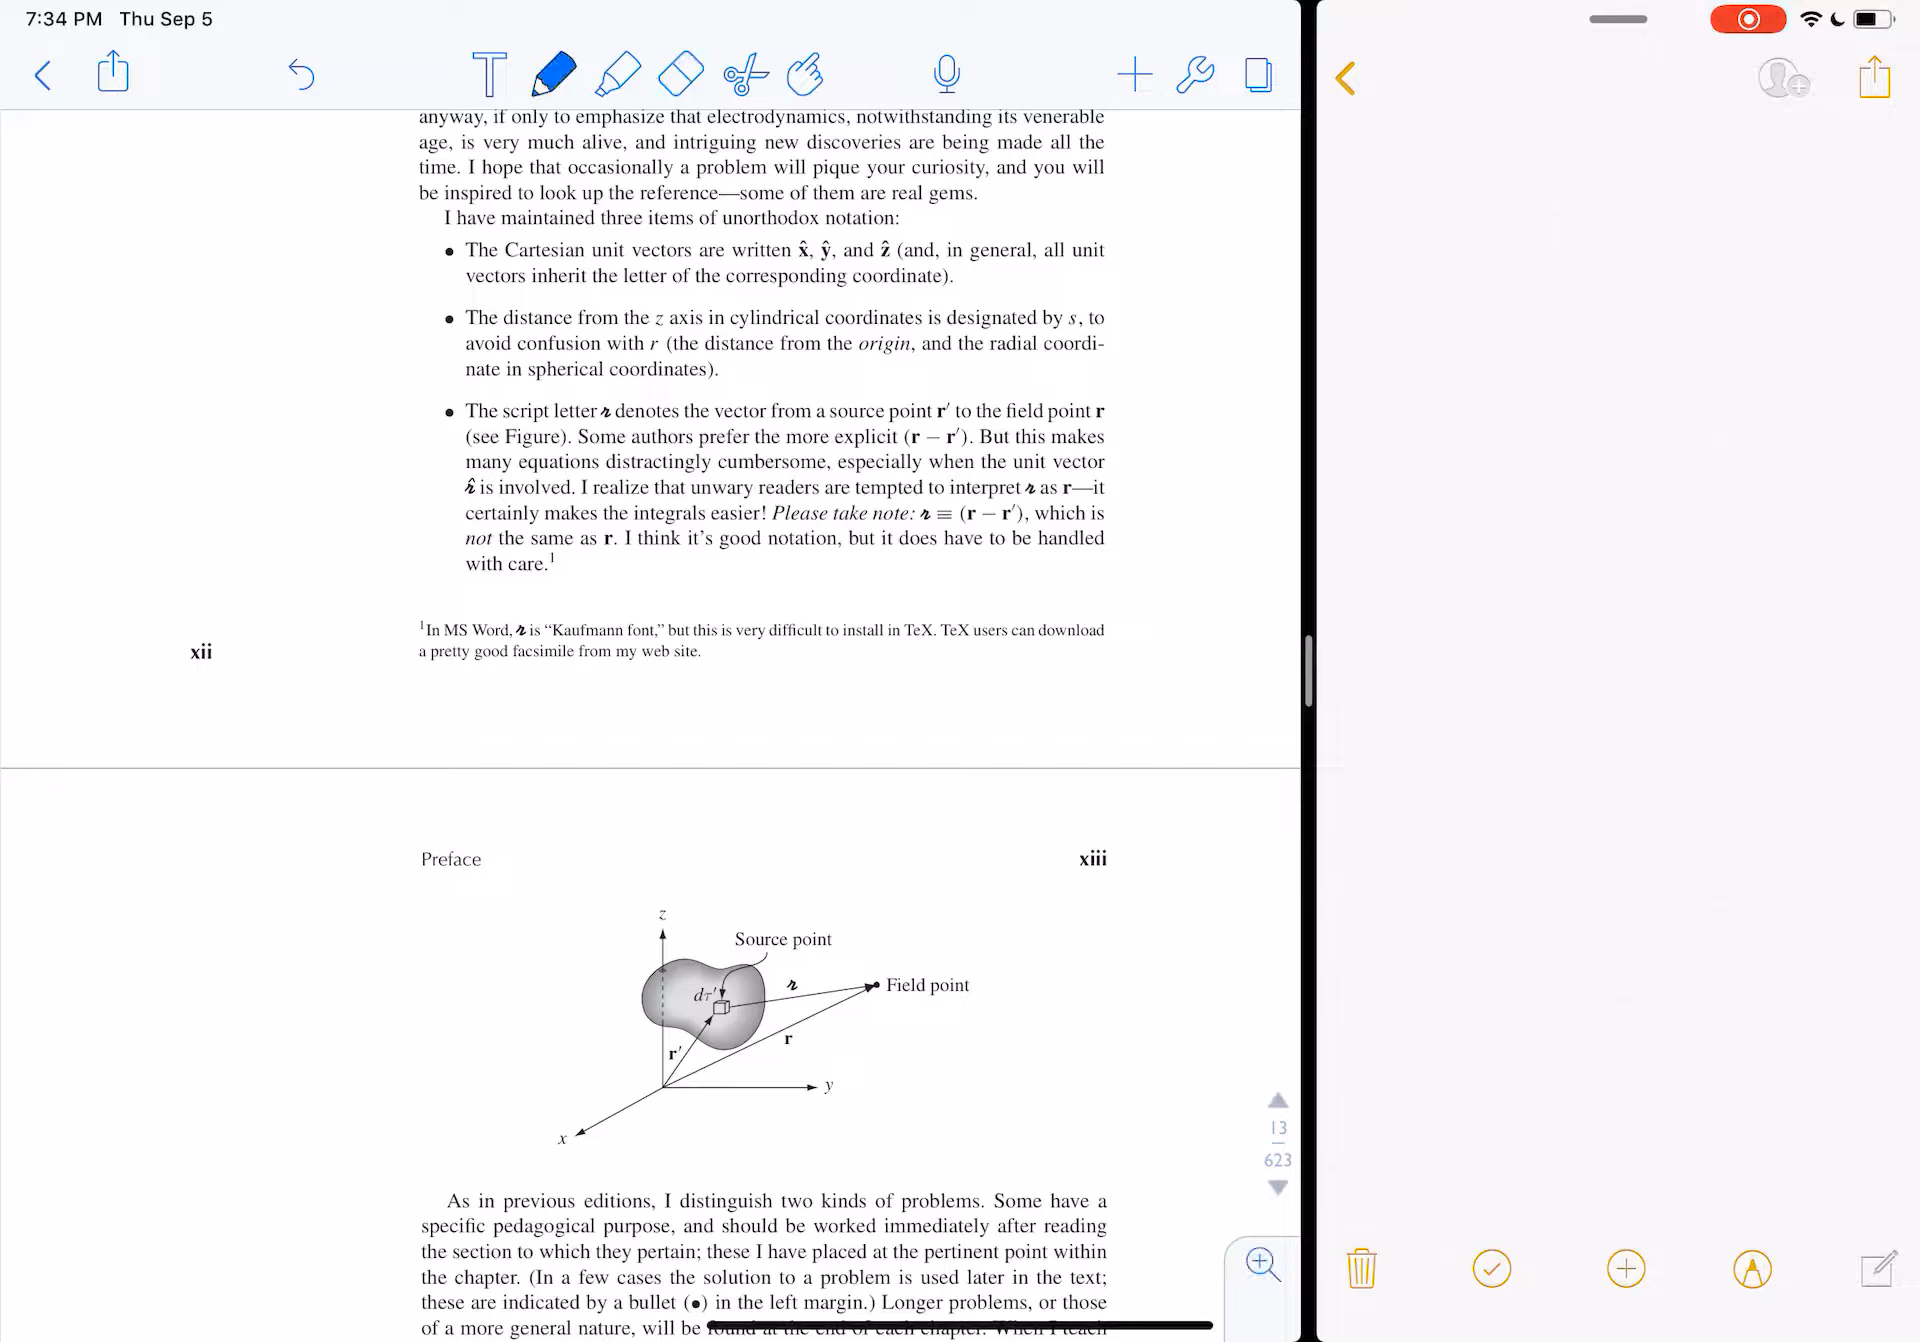 7:34 PM Thu Sep 5
anyway, if only to emphasize that electrodynamics, notwithstanding its venerable
age, is very much alive, and intriguing new discoveries are being made all the
time. I hope that occasionally a problem will pique your curiosity, and you will
be inspired to look up the reference—some of them are real gems.
I have maintained three items of unorthodox notation:
• The Cartesian unit vectors are written x̂, ŷ, and ẑ (and, in general, all unit
vectors inherit the letter of the corresponding coordinate).
• The distance from the z axis in cylindrical coordinates is designated by s, to
avoid confusion with r (the distance from the origin, and the radial coordi-
nate in spherical coordinates).
• The script letter 𝓇 denotes the vector from a source point r′ to the field point r
(see Figure). Some authors prefer the more explicit (r − r′). But this makes
many equations distractingly cumbersome, especially when the unit vector
𝓇̂ is involved. I realize that unwary readers are tempted to interpret 𝓇 as r—it
certainly makes the integrals easier! Please take note: 𝓇 ≡ (r − r′), which is
not the same as r. I think it's good notation, but it does have to be handled
with care.¹
¹In MS Word, 𝓇 is “Kaufmann font,” but this is very difficult to install in TeX. TeX users can download
a pretty good facsimile from my web site.
xii
Preface xiii
z
Source point
dτ′
𝓇
Field point
r
r′
y
x
13
623
As in previous editions, I distinguish two kinds of problems. Some have a
specific pedagogical purpose, and should be worked immediately after reading
the section to which they pertain; these I have placed at the pertinent point within
the chapter. (In a few cases the solution to a problem is used later in the text;
these are indicated by a bullet (•) in the left margin.) Longer problems, or those
of a more general nature, will be found at the end of each chapter. When I teach